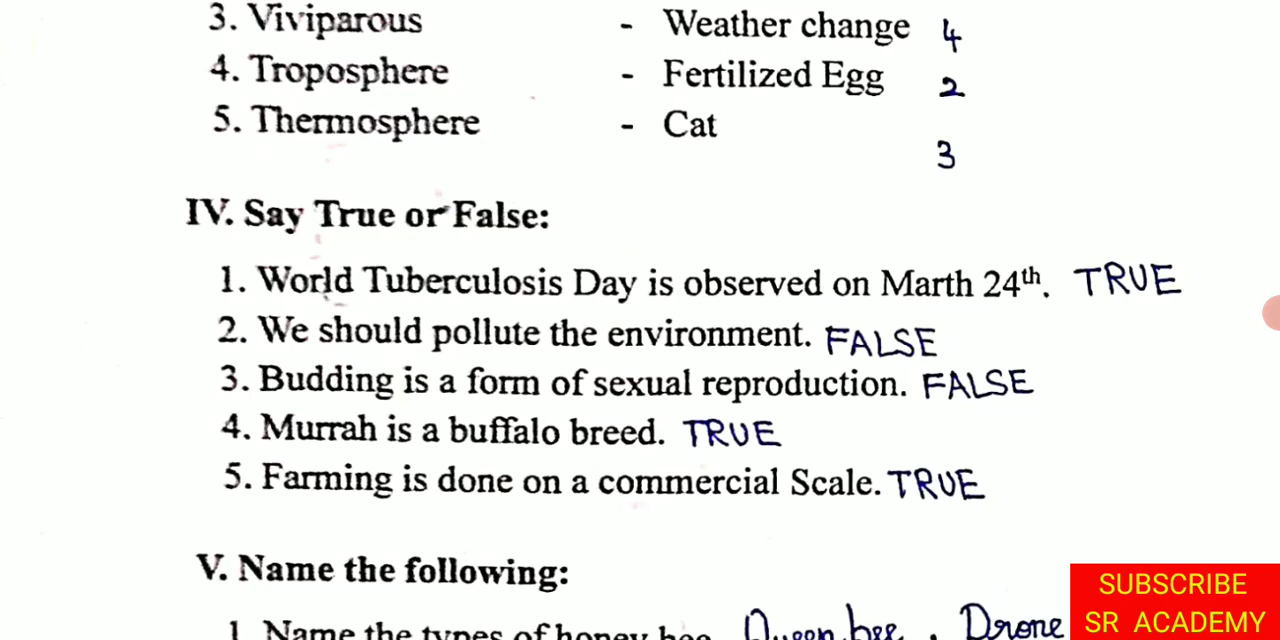 3. Viviparous - Weather change 4
4. Troposphere - Fertilized Egg 2
5. Thermosphere - Cat 3
IV. Say True or False:
1. World Tuberculosis Day is observed on Marth 24th. TRUE
2. We should pollute the environment. FALSE
3. Budding is a form of sexual reproduction. FALSE
4. Murrah is a buffalo breed. TRUE
5. Farming is done on a commercial Scale. TRUE
V. Name the following:
1 Name the types of honey bee. Queen bee, Drone
SUBSCRIBE
SR ACADEMY